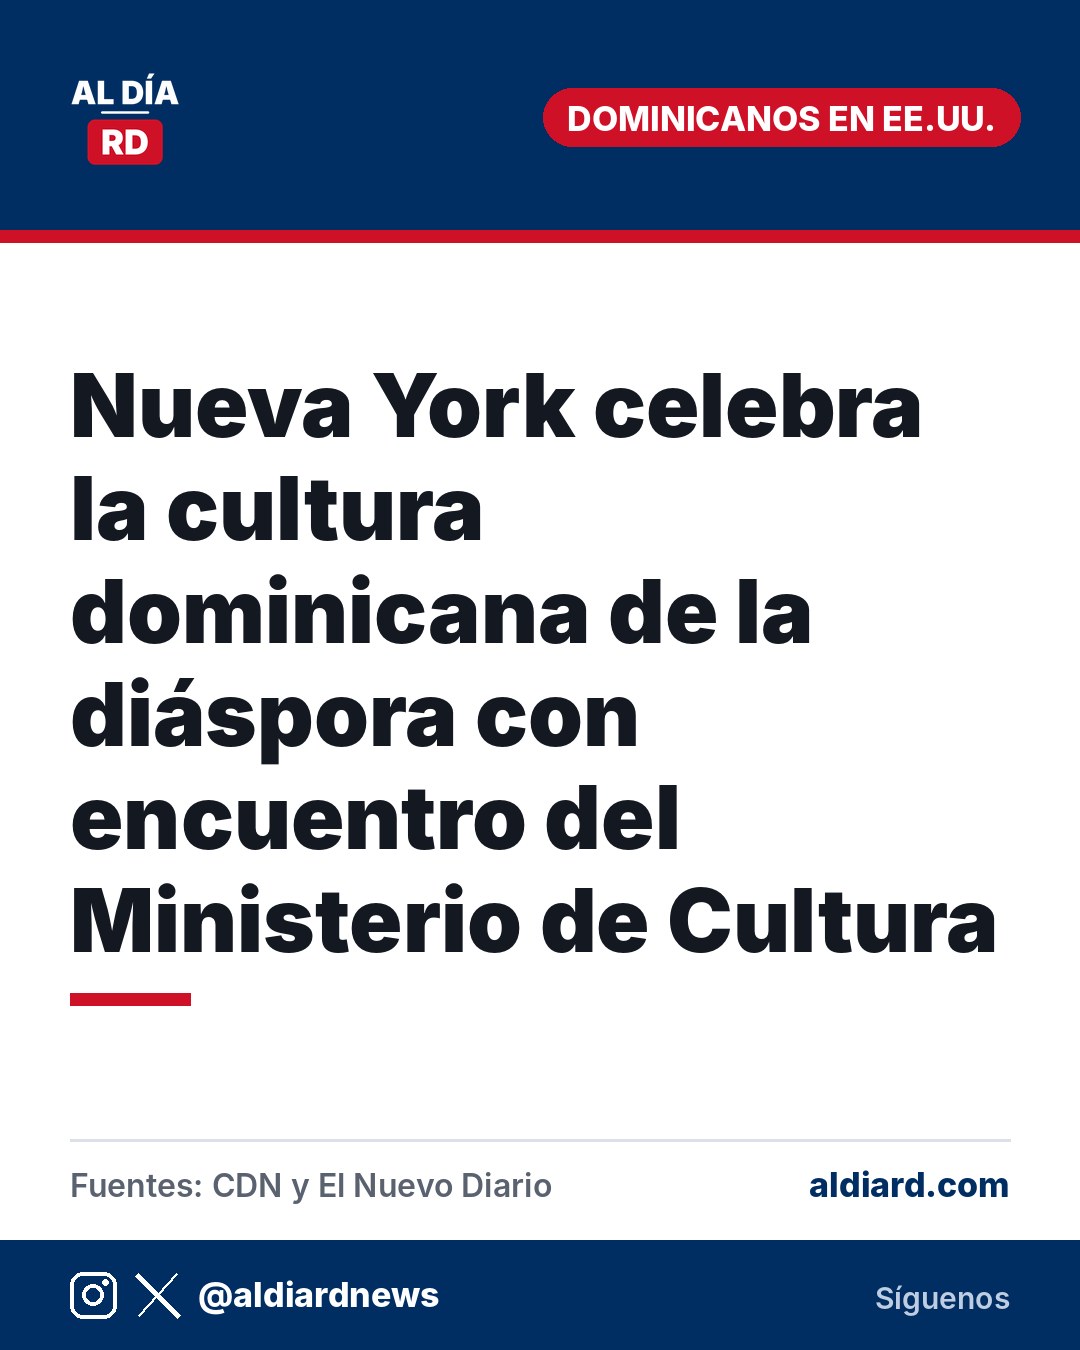 AL DÍA
RD
DOMINICANOS EN EE.UU.
Nueva York celebra
la cultura
dominicana de la
diáspora con
encuentro del
Ministerio de Cultura
Fuentes: CDN y El Nuevo Diario
aldiard.com
@aldiardnews
Síguenos